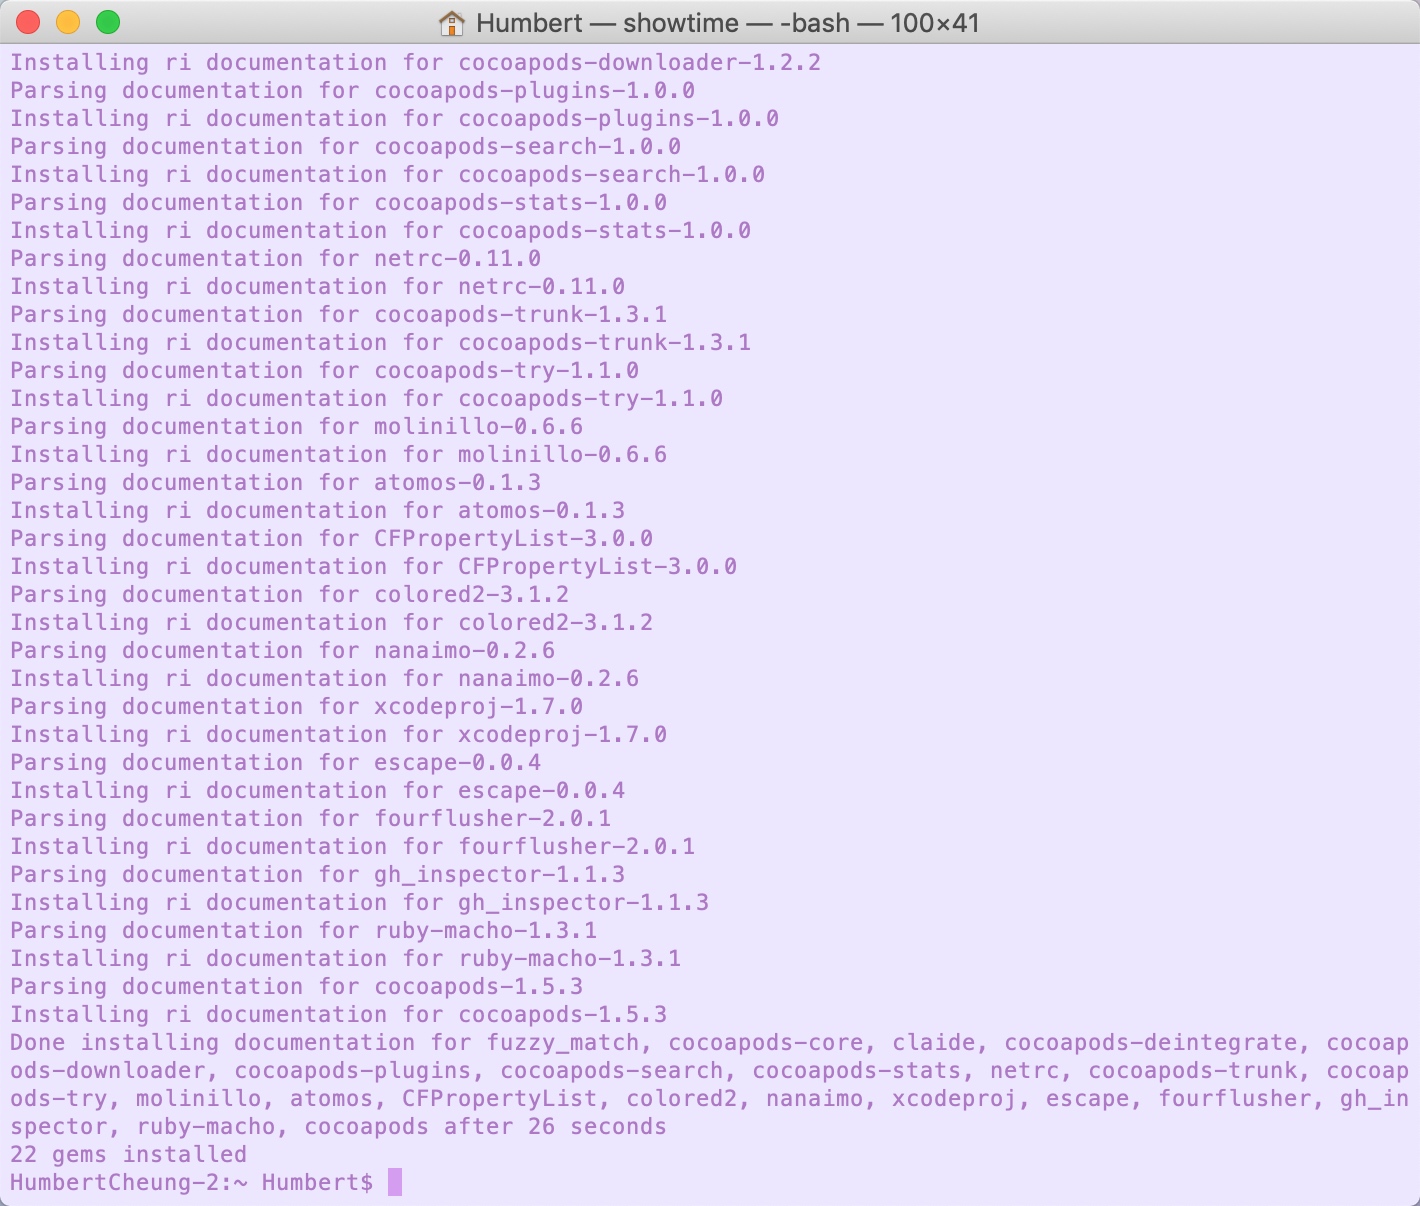 Humbert — showtime — -bash — 100×41
Installing ri documentation for cocoapods-downloader-1.2.2
Parsing documentation for cocoapods-plugins-1.0.0
Installing ri documentation for cocoapods-plugins-1.0.0
Parsing documentation for cocoapods-search-1.0.0
Installing ri documentation for cocoapods-search-1.0.0
Parsing documentation for cocoapods-stats-1.0.0
Installing ri documentation for cocoapods-stats-1.0.0
Parsing documentation for netrc-0.11.0
Installing ri documentation for netrc-0.11.0
Parsing documentation for cocoapods-trunk-1.3.1
Installing ri documentation for cocoapods-trunk-1.3.1
Parsing documentation for cocoapods-try-1.1.0
Installing ri documentation for cocoapods-try-1.1.0
Parsing documentation for molinillo-0.6.6
Installing ri documentation for molinillo-0.6.6
Parsing documentation for atomos-0.1.3
Installing ri documentation for atomos-0.1.3
Parsing documentation for CFPropertyList-3.0.0
Installing ri documentation for CFPropertyList-3.0.0
Parsing documentation for colored2-3.1.2
Installing ri documentation for colored2-3.1.2
Parsing documentation for nanaimo-0.2.6
Installing ri documentation for nanaimo-0.2.6
Parsing documentation for xcodeproj-1.7.0
Installing ri documentation for xcodeproj-1.7.0
Parsing documentation for escape-0.0.4
Installing ri documentation for escape-0.0.4
Parsing documentation for fourflusher-2.0.1
Installing ri documentation for fourflusher-2.0.1
Parsing documentation for gh_inspector-1.1.3
Installing ri documentation for gh_inspector-1.1.3
Parsing documentation for ruby-macho-1.3.1
Installing ri documentation for ruby-macho-1.3.1
Parsing documentation for cocoapods-1.5.3
Installing ri documentation for cocoapods-1.5.3
Done installing documentation for fuzzy_match, cocoapods-core, claide, cocoapods-deintegrate, cocoap
ods-downloader, cocoapods-plugins, cocoapods-search, cocoapods-stats, netrc, cocoapods-trunk, cocoap
ods-try, molinillo, atomos, CFPropertyList, colored2, nanaimo, xcodeproj, escape, fourflusher, gh_in
spector, ruby-macho, cocoapods after 26 seconds
22 gems installed
HumbertCheung-2:~ Humbert$